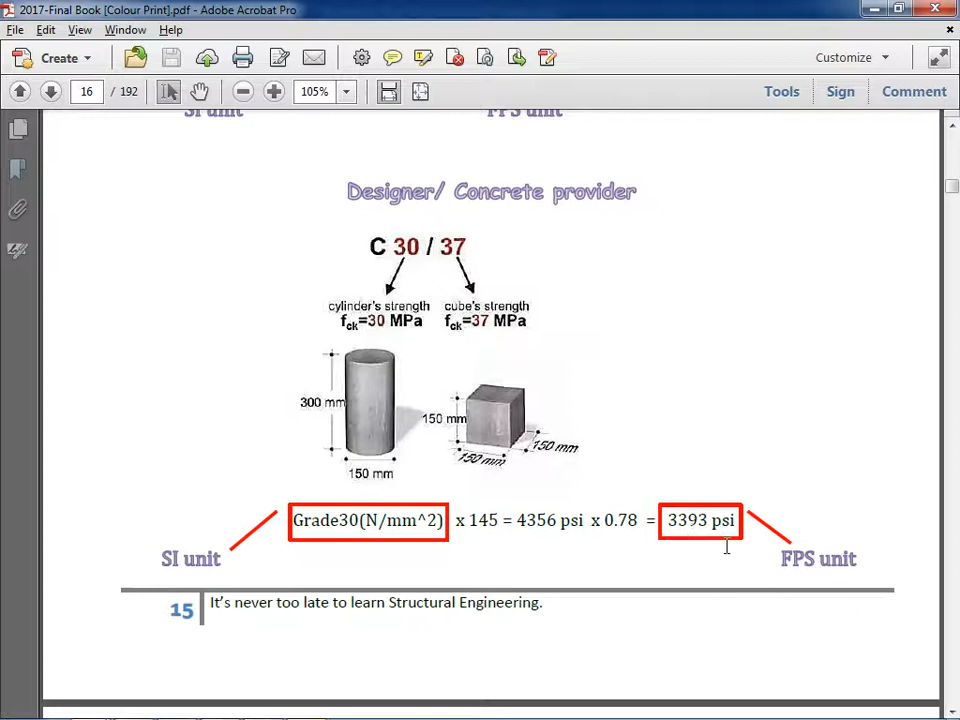 2017-Final Book [Colour Print].pdf - Adobe Acrobat Pro
File Edit View Window Help
Create Customize
16 / 192 105% Tools Sign Comment
SI unit FPS unit
Designer/ Concrete provider
C 30 / 37
cylinder's strength cube's strength
fck=30 MPa fck=37 MPa
300 mm 150 mm 150 mm
150 mm
150 mm
Grade30(N/mm^2) x 145 = 4356 psi x 0.78 = 3393 psi
SI unit FPS unit
15 It's never too late to learn Structural Engineering.